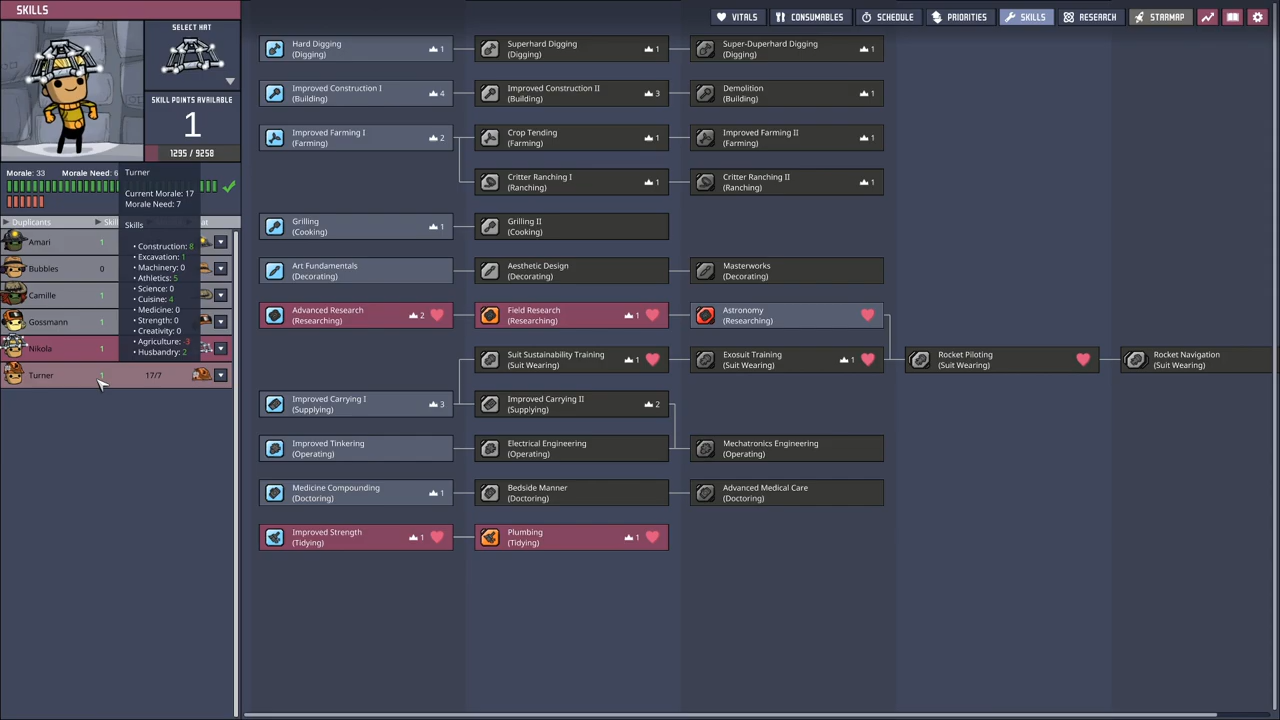 SKILLS
VITALS
CONSUMABLES
SCHEDULE
PRIORITIES
SKILLS
RESEARCH
STARMAP
SELECT HAT
SKILL POINTS AVAILABLE
1
1295 / 9258
Morale: 33
Morale Need: 6
Turner
Current Morale: 17
Morale Need: 7
Skills
• Construction: 8
• Excavation: 1
• Machinery: 0
• Athletics: 5
• Science: 0
• Cuisine: 4
• Medicine: 0
• Strength: 0
• Creativity: 0
• Agriculture: -3
• Husbandry: 2
Duplicants
Amari 1
Bubbles 0
Camille 1
Gossmann 1
Nikola 1
Turner 1 17/7
Hard Digging
(Digging)
1
Superhard Digging
(Digging)
1
Super-Duperhard Digging
(Digging)
1
Improved Construction I
(Building)
4
Improved Construction II
(Building)
3
Demolition
(Building)
1
Improved Farming I
(Farming)
2
Crop Tending
(Farming)
1
Improved Farming II
(Farming)
1
Critter Ranching I
(Ranching)
1
Critter Ranching II
(Ranching)
1
Grilling
(Cooking)
1
Grilling II
(Cooking)
Art Fundamentals
(Decorating)
Aesthetic Design
(Decorating)
Masterworks
(Decorating)
Advanced Research
(Researching)
2
Field Research
(Researching)
1
Astronomy
(Researching)
Suit Sustainability Training
(Suit Wearing)
1
Exosuit Training
(Suit Wearing)
1
Rocket Piloting
(Suit Wearing)
Rocket Navigation
(Suit Wearing)
Improved Carrying I
(Supplying)
3
Improved Carrying II
(Supplying)
2
Improved Tinkering
(Operating)
Electrical Engineering
(Operating)
Mechatronics Engineering
(Operating)
Medicine Compounding
(Doctoring)
1
Bedside Manner
(Doctoring)
Advanced Medical Care
(Doctoring)
Improved Strength
(Tidying)
1
Plumbing
(Tidying)
1